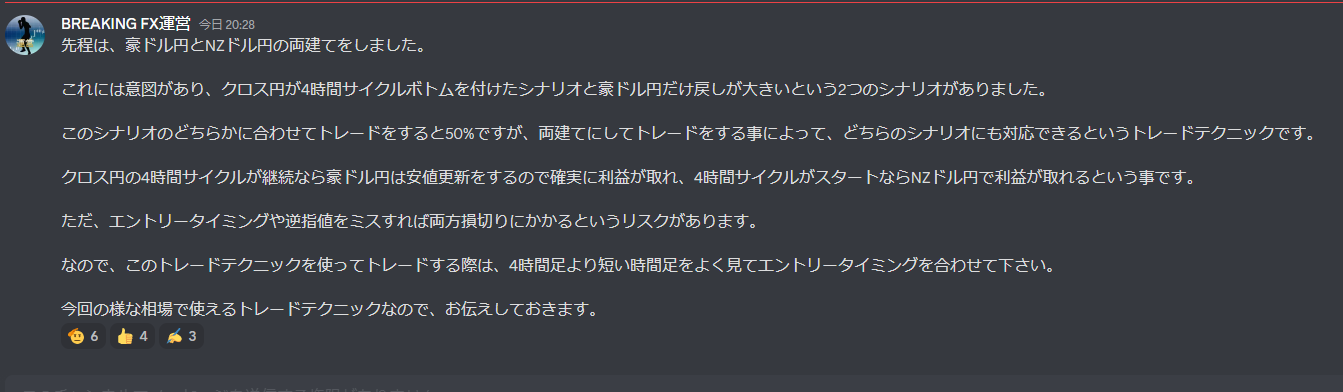 BREAKING FX運営 今日 20:28
運営
先程は、豪ドル円とNZドル円の両建てをしました。
これには意図があり、クロス円が4時間サイクルボトムを付けたシナリオと豪ドル円だけ戻しが大きいという2つのシナリオがありました。
このシナリオのどちらかに合わせてトレードをすると50%ですが、両建てにしてトレードをする事によって、どちらのシナリオにも対応できるというトレードテクニックです。
クロス円の4時間サイクルが継続なら豪ドル円は安値更新をするので確実に利益が取れ、4時間サイクルがスタートならNZドル円で利益が取れるという事です。
ただ、エントリータイミングや逆指値をミスすれば両方損切りにかかるというリスクがあります。
なので、このトレードテクニックを使ってトレードする際は、4時間足より短い時間足をよく見てエントリータイミングを合わせて下さい。
今回の様な相場で使えるトレードテクニックなので、お伝えしておきます。
6 4 3